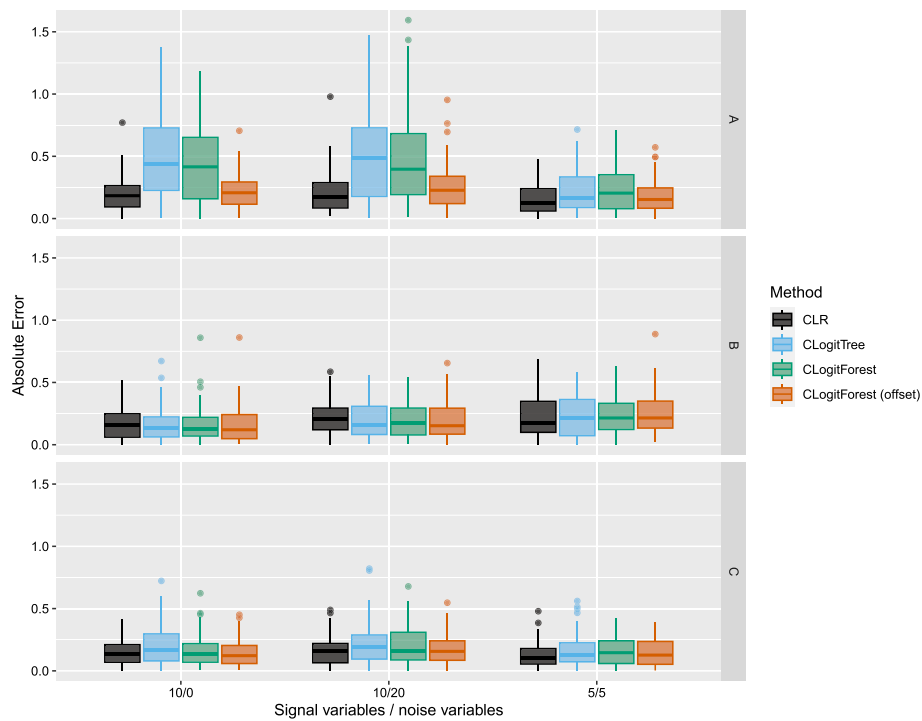 1.5
1.0
0.5
0.0
A
1.5
1.0
0.5
0.0
B
1.5
1.0
0.5
0.0
C
Absolute Error
10/0
10/20
5/5
Signal variables / noise variables
Method
CLR
CLogitTree
CLogitForest
CLogitForest (offset)